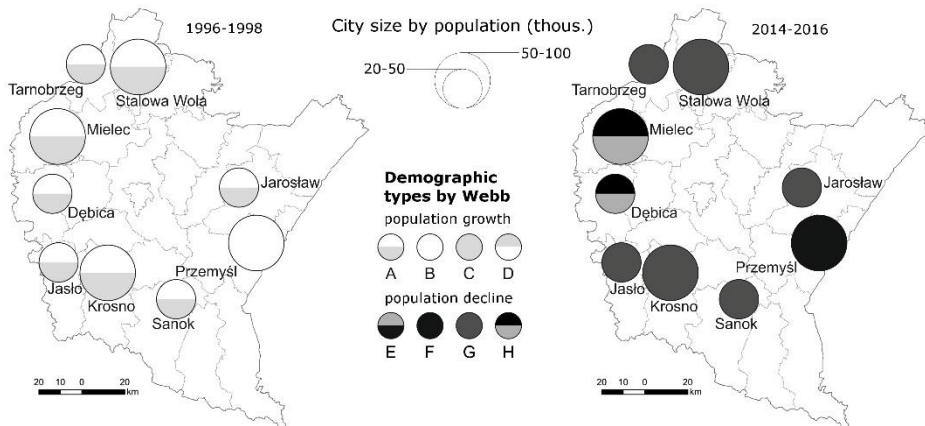 1996-1998
Tarnobrzeg
Stalowa Wola
Mielec
Dębica
Jarosław
Przemyśl
Jasło
Krosno
Sanok
20 10 0 20
km
City size by population (thous.)
50-100
20-50
Demographic
types by Webb
population growth
A B C D
population decline
E F G H
2014-2016
Tarnobrzeg
Stalowa Wola
Mielec
Dębica
Jarosław
Przemyśl
Jasło
Krosno
Sanok
20 10 0 20
km